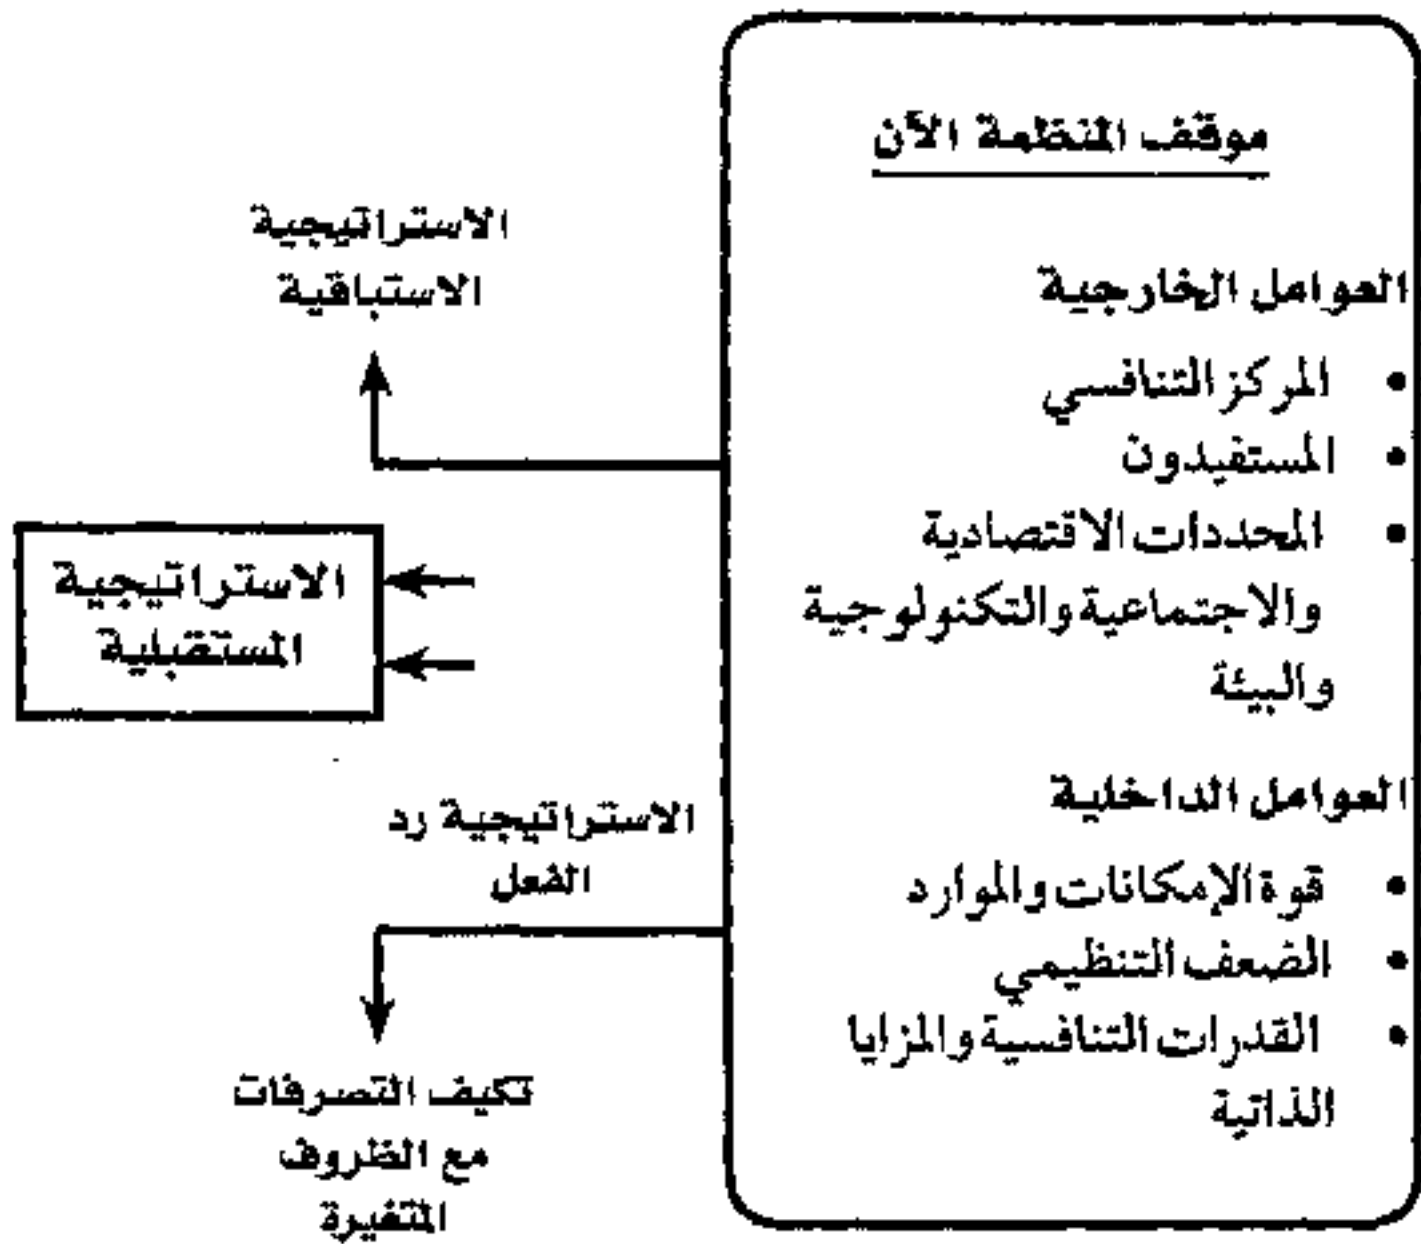 موقف المنظمة الآن
العوامل الخارجية
• المركز التنافسي
• المستفيدون
• المحددات الاقتصادية
والاجتماعية والتكنولوجية
والبيئة
العوامل الداخلية
• قوة الإمكانات والموارد
• الضعف التنظيمي
• القدرات التنافسية والمزايا
الذاتية
الاستراتيجية
الاستباقية
الاستراتيجية
المستقبلية
الاستراتيجية رد
الفعل
تكيف التصرفات
مع الظروف
المتغيرة